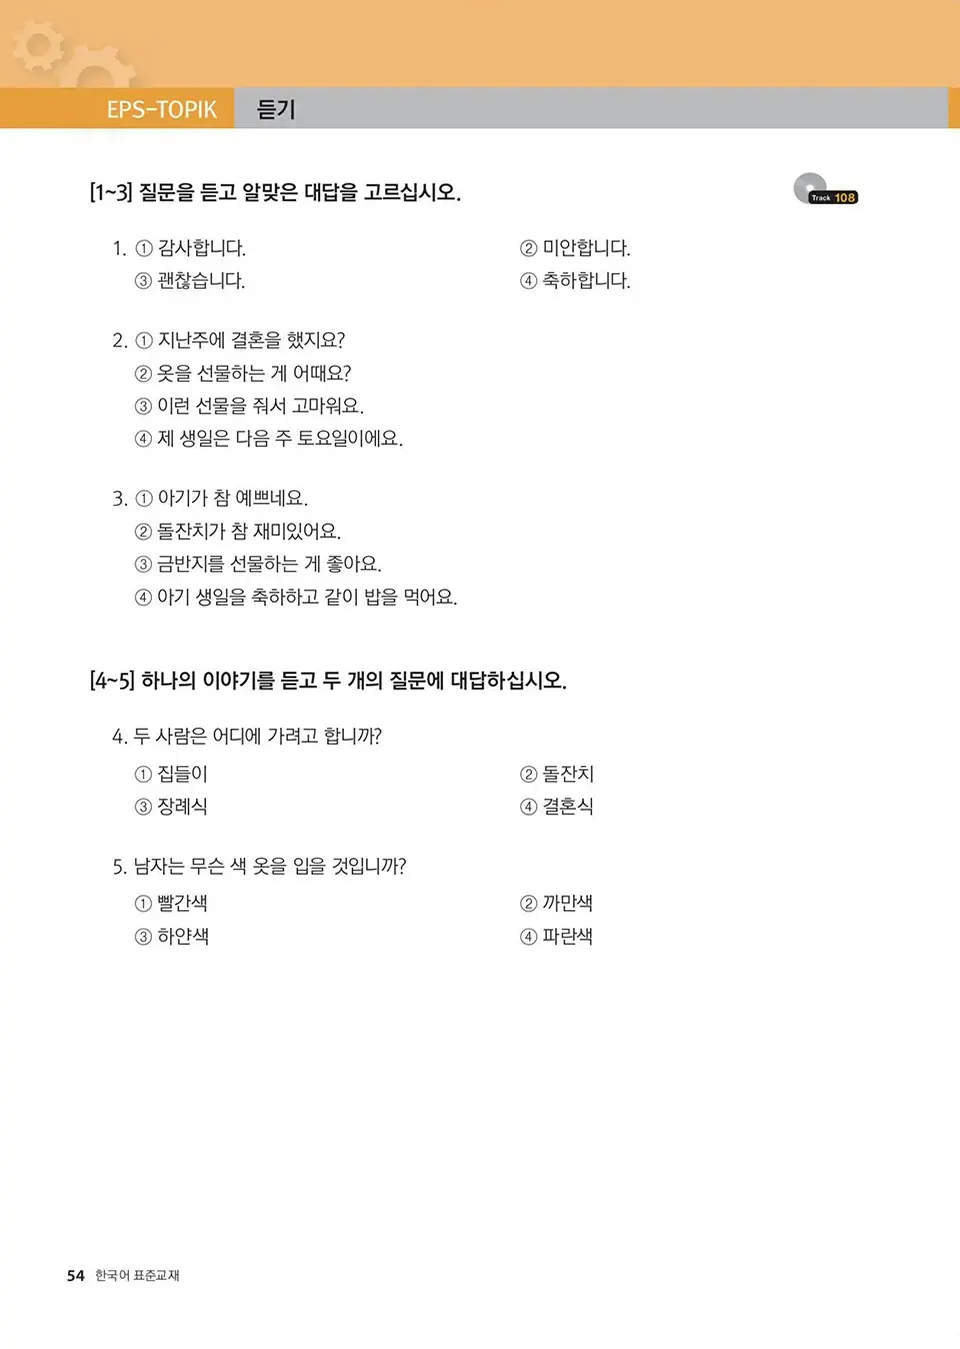 EPS-TOPIK 듣기
[1~3] 질문을 듣고 알맞은 대답을 고르십시오.
Track 108
1. ① 감사합니다. ② 미안합니다.
③ 괜찮습니다. ④ 축하합니다.
2. ① 지난주에 결혼을 했지요?
② 옷을 선물하는 게 어때요?
③ 이런 선물을 줘서 고마워요.
④ 제 생일은 다음 주 토요일이에요.
3. ① 아기가 참 예쁘네요.
② 돌잔치가 참 재미있어요.
③ 금반지를 선물하는 게 좋아요.
④ 아기 생일을 축하하고 같이 밥을 먹어요.
[4~5] 하나의 이야기를 듣고 두 개의 질문에 대답하십시오.
4. 두 사람은 어디에 가려고 합니까?
① 집들이 ② 돌잔치
③ 장례식 ④ 결혼식
5. 남자는 무슨 색 옷을 입을 것입니까?
① 빨간색 ② 까만색
③ 하얀색 ④ 파란색
54 한국어 표준교재